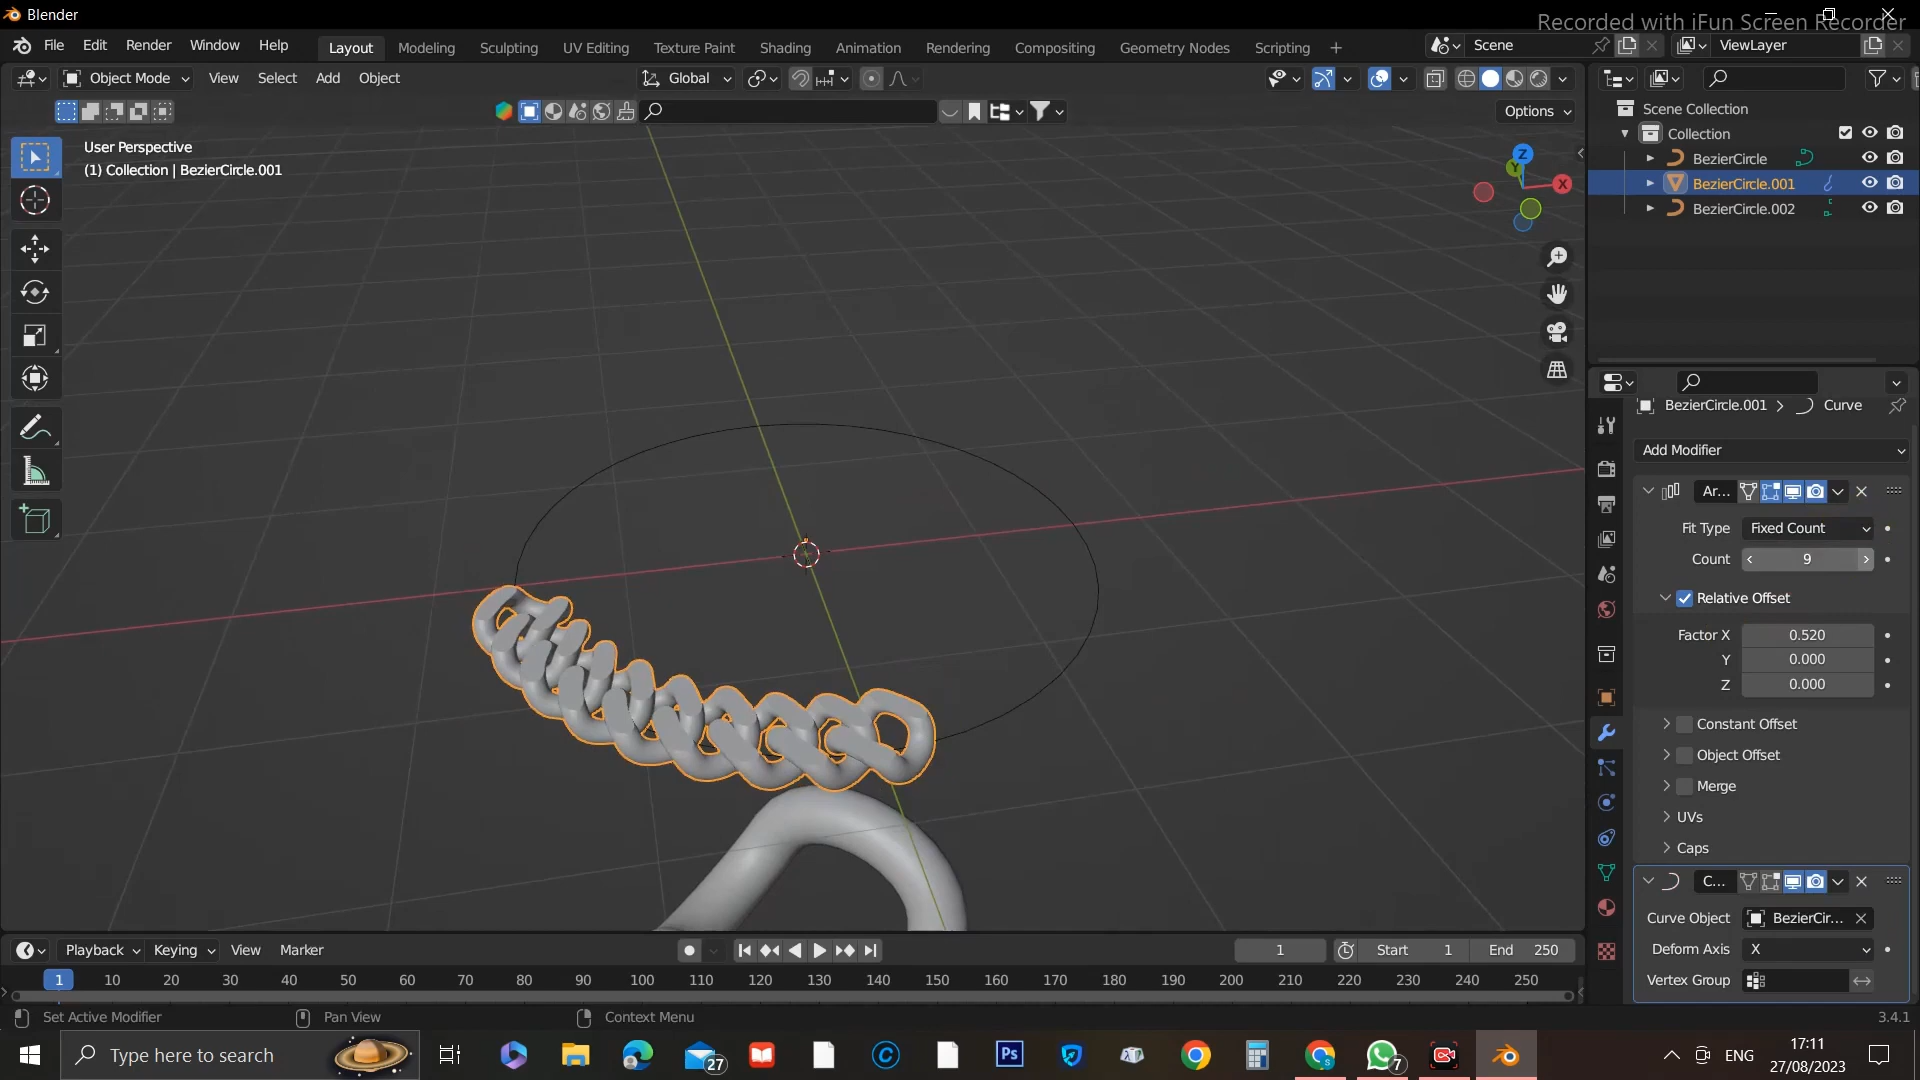 Blender
Recorded with iFun Screen Recorder
File Edit Render Window Help
Layout Modeling Sculpting UV Editing Texture Paint Shading Animation Rendering Compositing Geometry Nodes Scripting +
Scene
ViewLayer
Object Mode View Select Add Object
Global
Options
User Perspective
(1) Collection | BezierCircle.001
Z
Y
X
Scene Collection
Collection
BezierCircle
BezierCircle.001
BezierCircle.002
BezierCircle.001 > Curve
Add Modifier
Ar...
Fit Type Fixed Count
Count 9
Relative Offset
Factor X 0.520
Y 0.000
Z 0.000
Constant Offset
Object Offset
Merge
UVs
Caps
C...
Curve Object BezierCir...
Deform Axis X
Vertex Group
Playback Keying View Marker
1
Start 1
End 250
1 10 20 30 40 50 60 70 80 90 100 110 120 130 140 150 160 170 180 190 200 210 220 230 240 250
Set Active Modifier
Pan View
Context Menu
3.4.1
Type here to search
27
Ps
7
ENG
17:11
27/08/2023